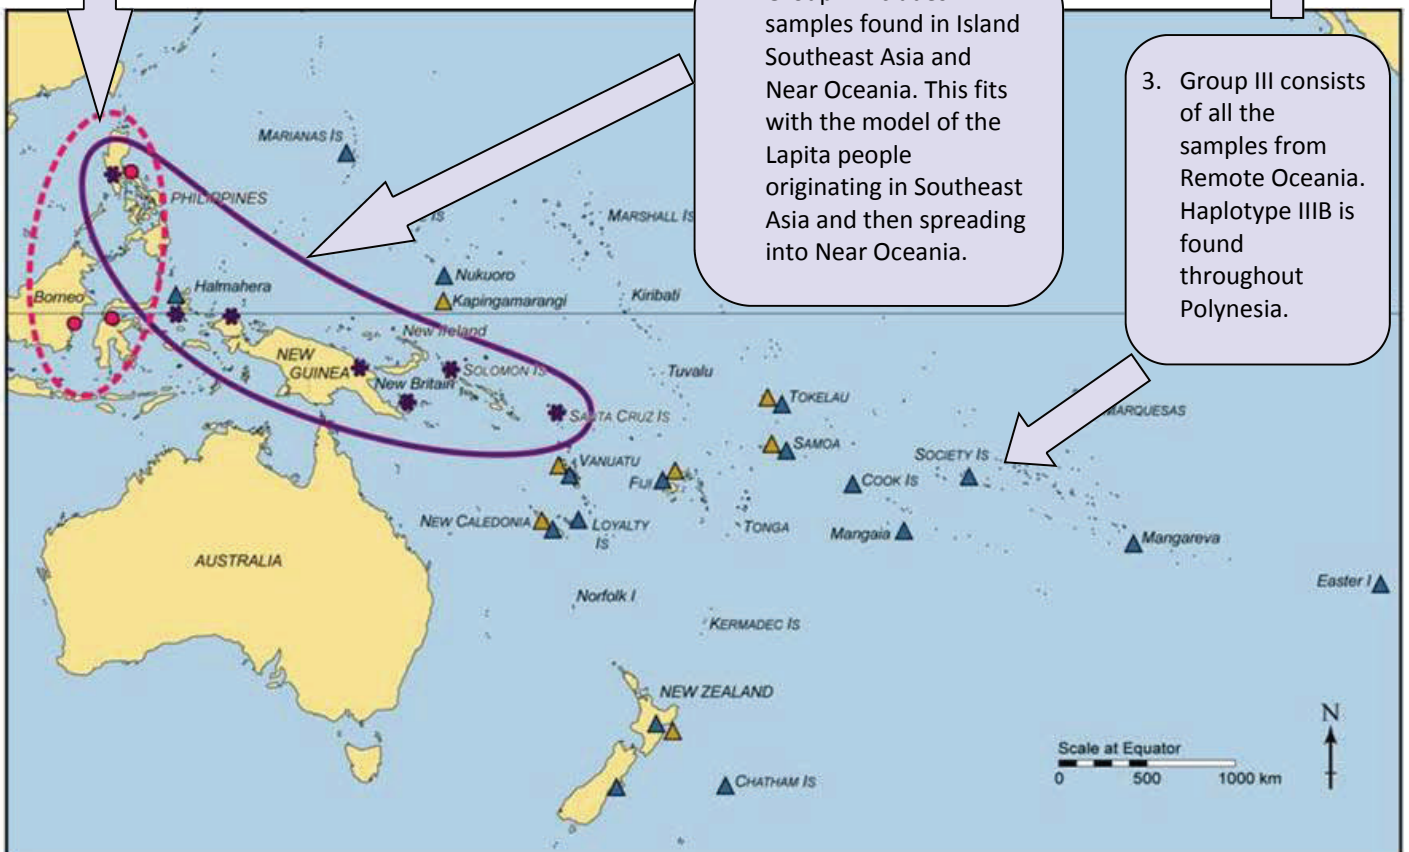 samples found in Island
Southeast Asia and
Near Oceania. This fits
with the model of the
Lapita people
originating in Southeast
Asia and then spreading
into Near Oceania.
3. Group III consists
of all the
samples from
Remote Oceania.
Haplotype IIIB is
found
throughout
Polynesia.
MARIANAS IS
PHILIPPINES
IS
MARSHALL IS
Nukuoro
Halmahera
Kapingamarangi
Kiribati
Borneo
New Ireland
NEW
GUINEA
New Britain
SOLOMON IS
Tuvalu
TOKELAU
MARQUESAS
SANTA CRUZ IS
SAMOA
SOCIETY IS
VANUATU
FIJI
COOK IS
NEW CALEDONIA
LOYALTY
IS
TONGA
Mangaia
Mangareva
AUSTRALIA
Easter I
Norfolk I
KERMADEC IS
NEW ZEALAND
N
Scale at Equator
0 500 1000 km
CHATHAM IS